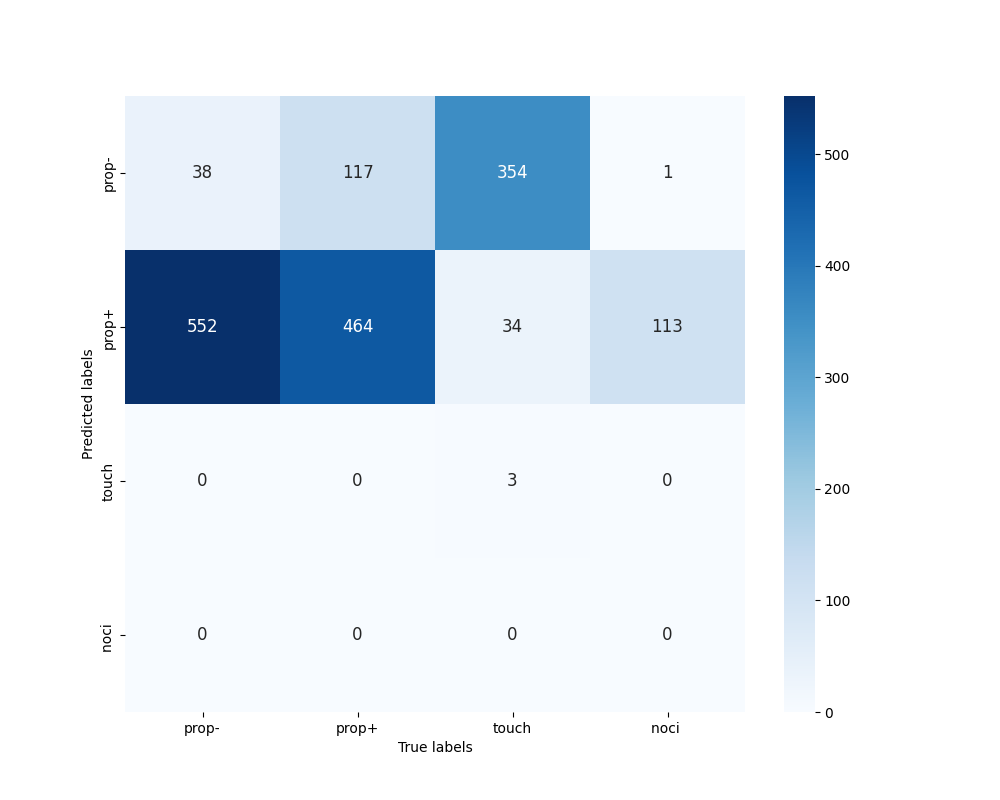 prop-
38 117 354 1
prop+
552 464 34 113
touch
0 0 3 0
noci
0 0 0 0
Predicted labels
prop- prop+ touch noci
True labels
500
400
300
200
100
0